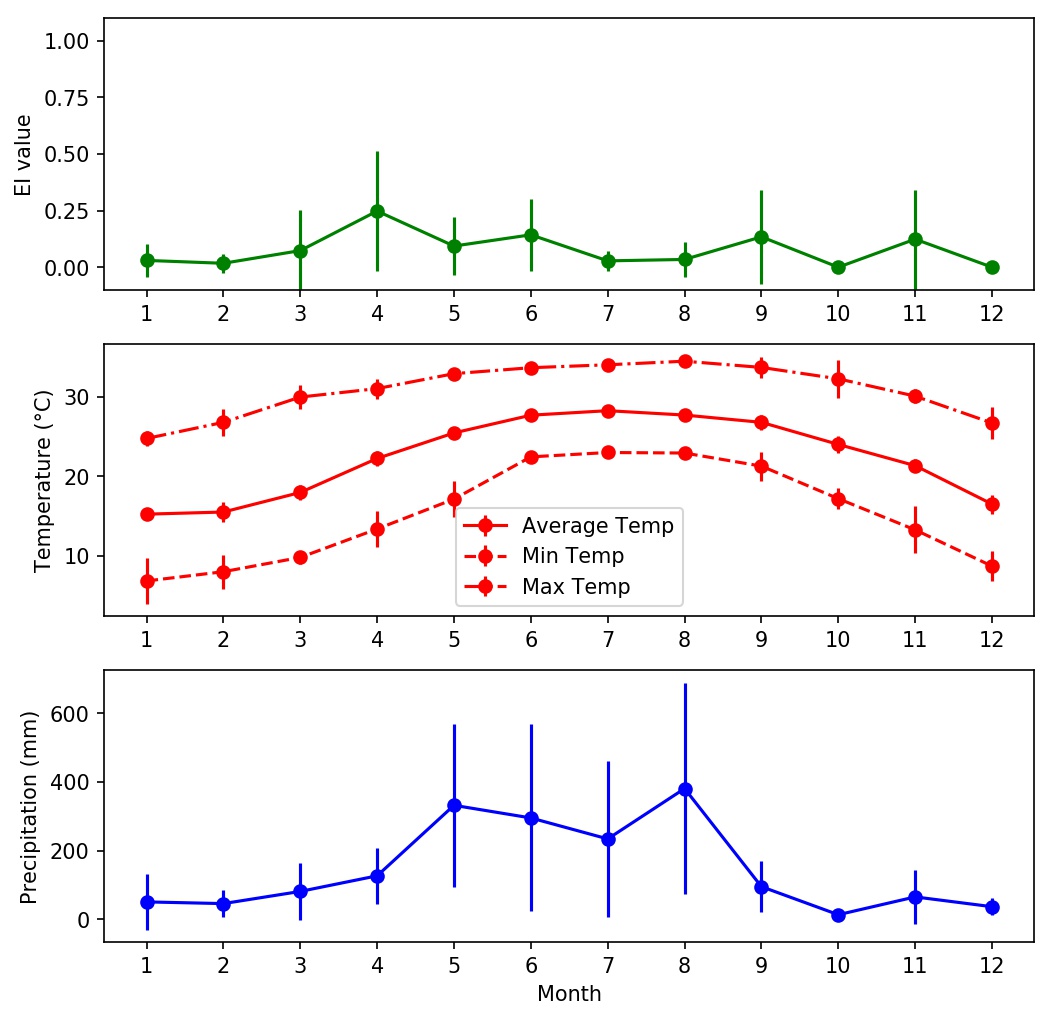 EI value
1.00
0.75
0.50
0.25
0.00
1 2 3 4 5 6 7 8 9 10 11 12
Temperature (°C)
30
20
10
Average Temp
Min Temp
Max Temp
1 2 3 4 5 6 7 8 9 10 11 12
Precipitation (mm)
600
400
200
0
1 2 3 4 5 6 7 8 9 10 11 12
Month